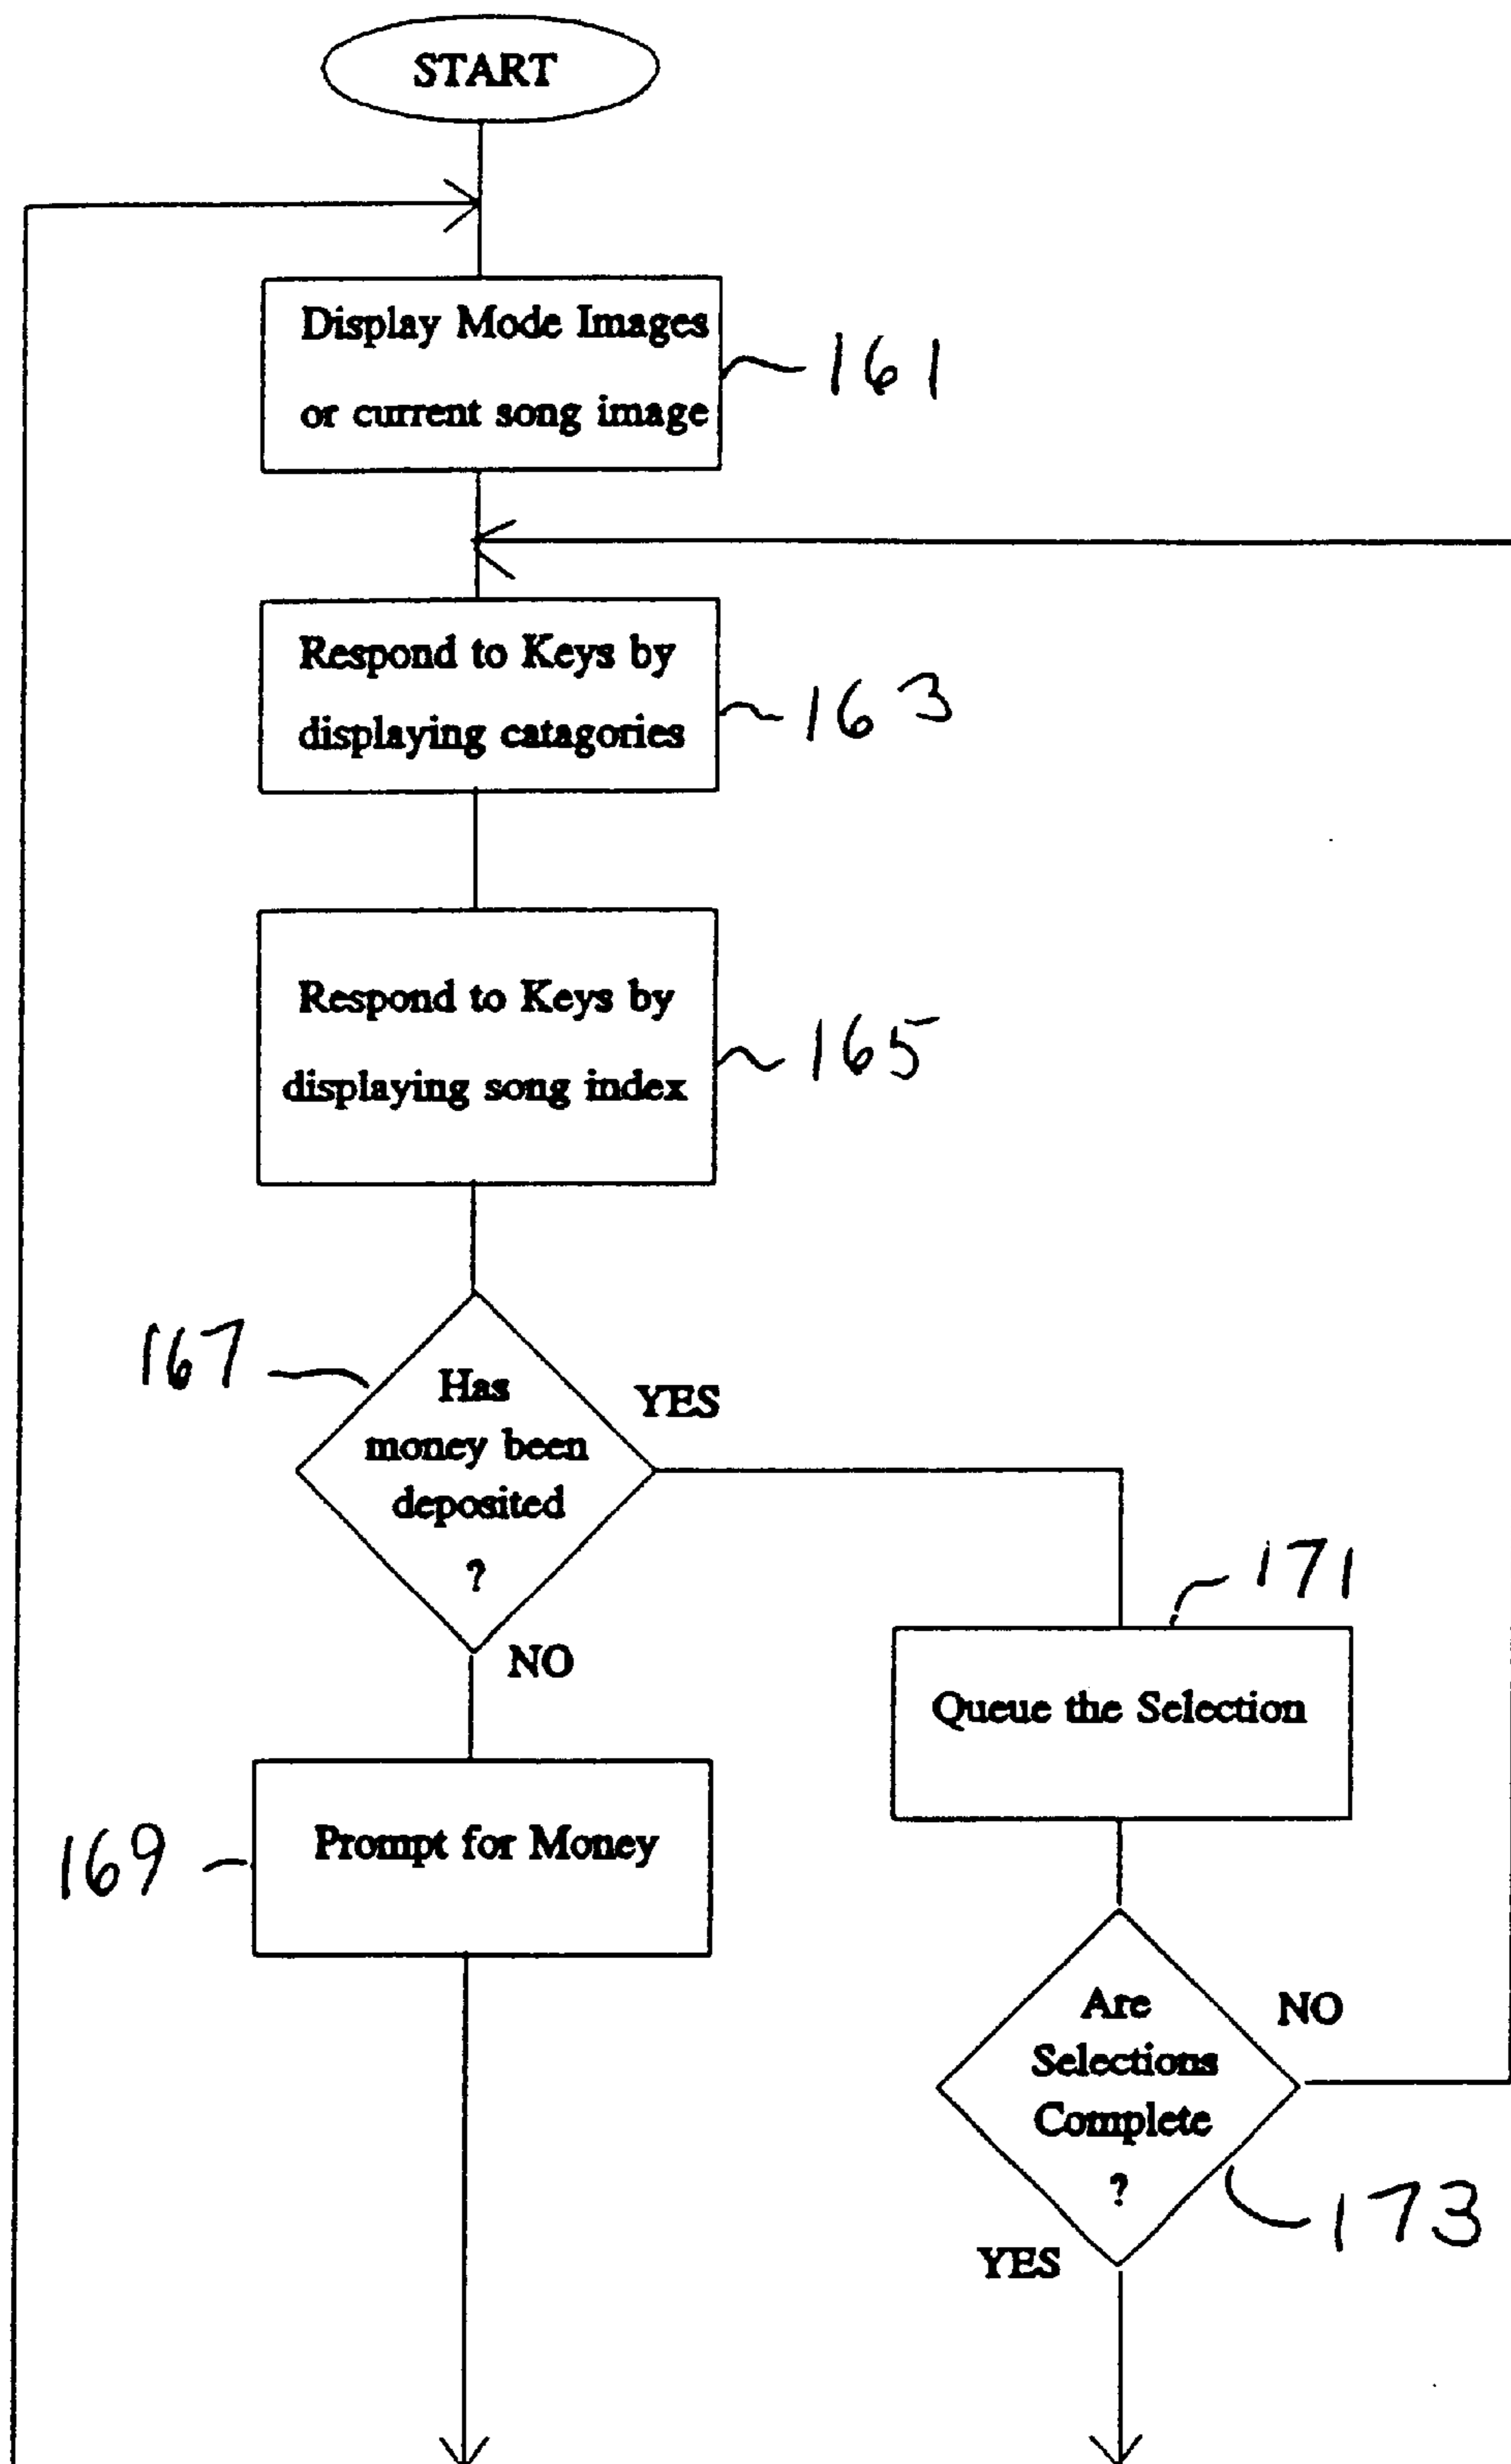 START
Display Mode Images
or current song image
161
Respond to Keys by
displaying catagories
163
Respond to Keys by
displaying song index
165
167
Has
money been
deposited
?
YES
NO
171
Queue the Selection
169
Prompt for Money
Are
Selections
Complete
?
NO
173
YES